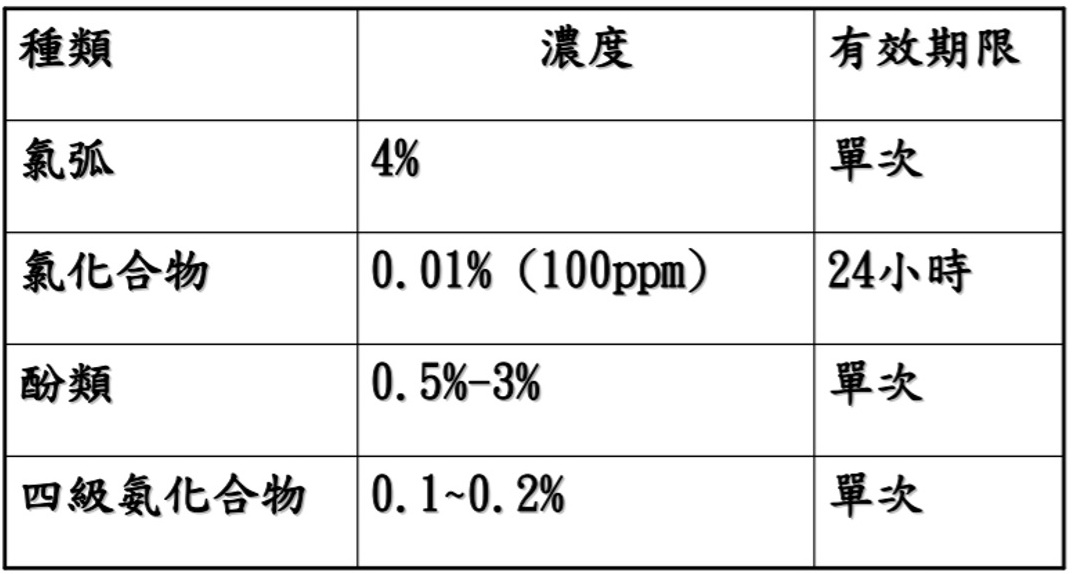 種類 濃度 有效期限
氯弧 4% 單次
氯化合物 0.01% (100ppm) 24小時
酚類 0.5%-3% 單次
四級氨化合物 0.1~0.2% 單次